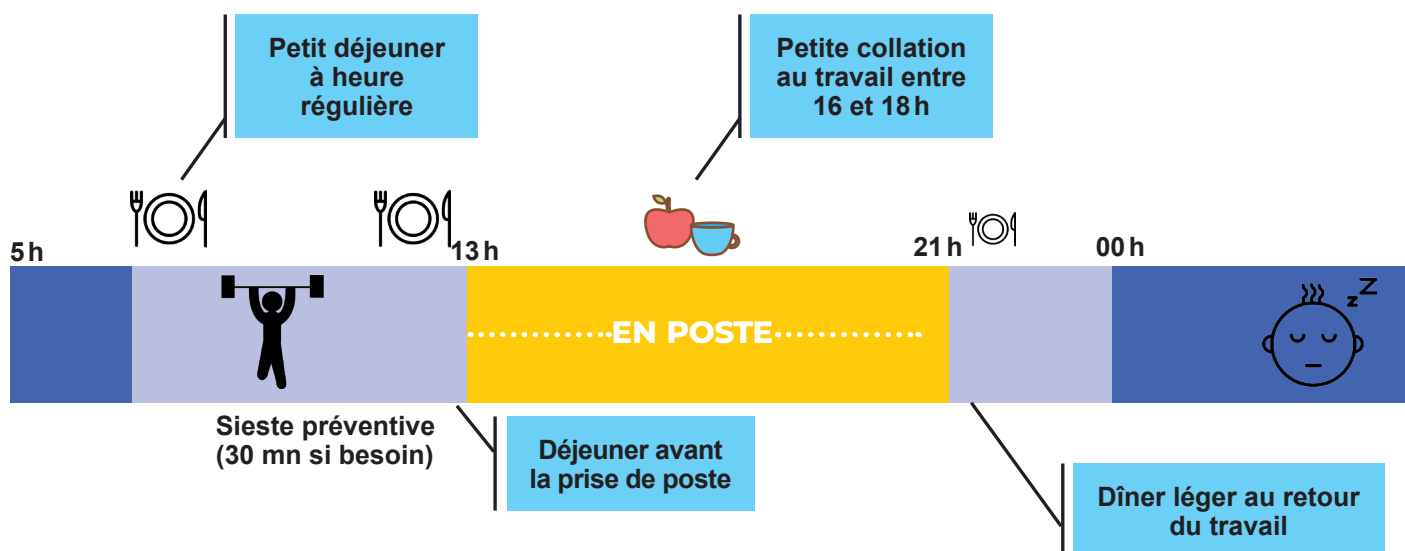 Petit déjeuner
à heure
régulière
Petite collation
au travail entre
16 et 18 h
5 h
13 h
21 h
00 h
EN POSTE
z Z
Sieste préventive
(30 mn si besoin)
Déjeuner avant
la prise de poste
Dîner léger au retour
du travail